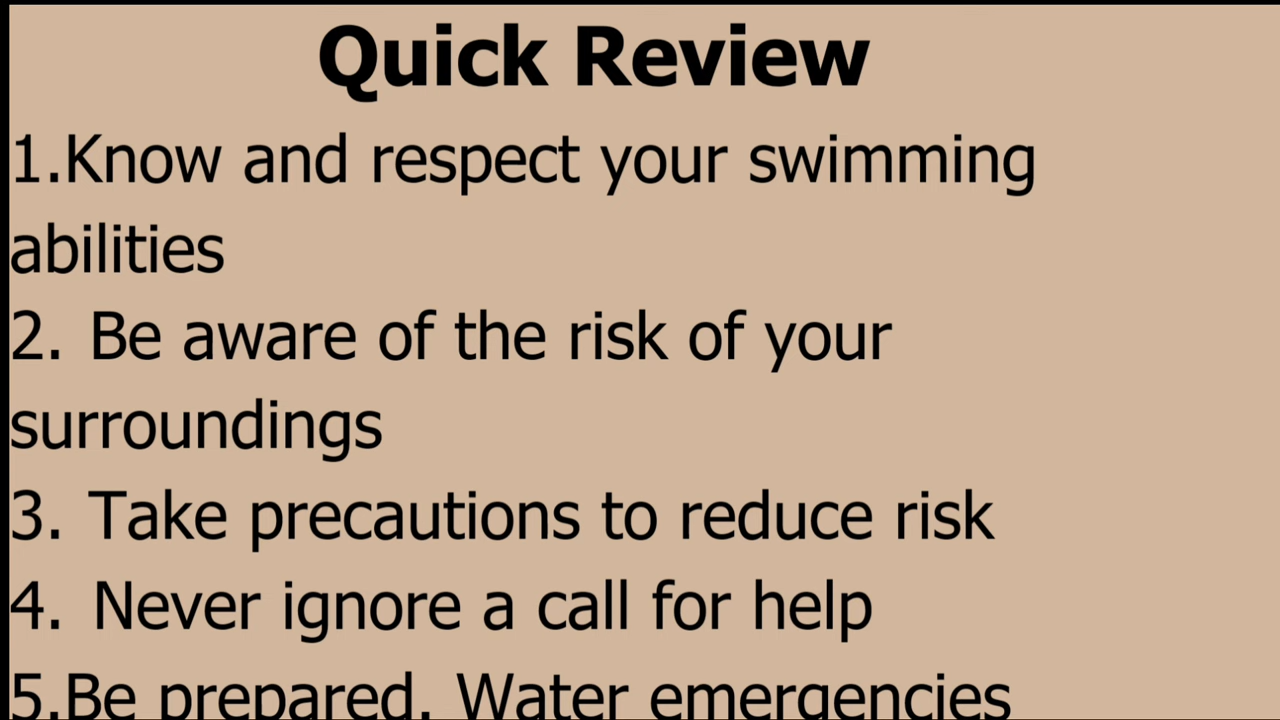 Quick Review
1.Know and respect your swimming
abilities
2. Be aware of the risk of your
surroundings
3. Take precautions to reduce risk
4. Never ignore a call for help
5.Be prepared. Water emergencies